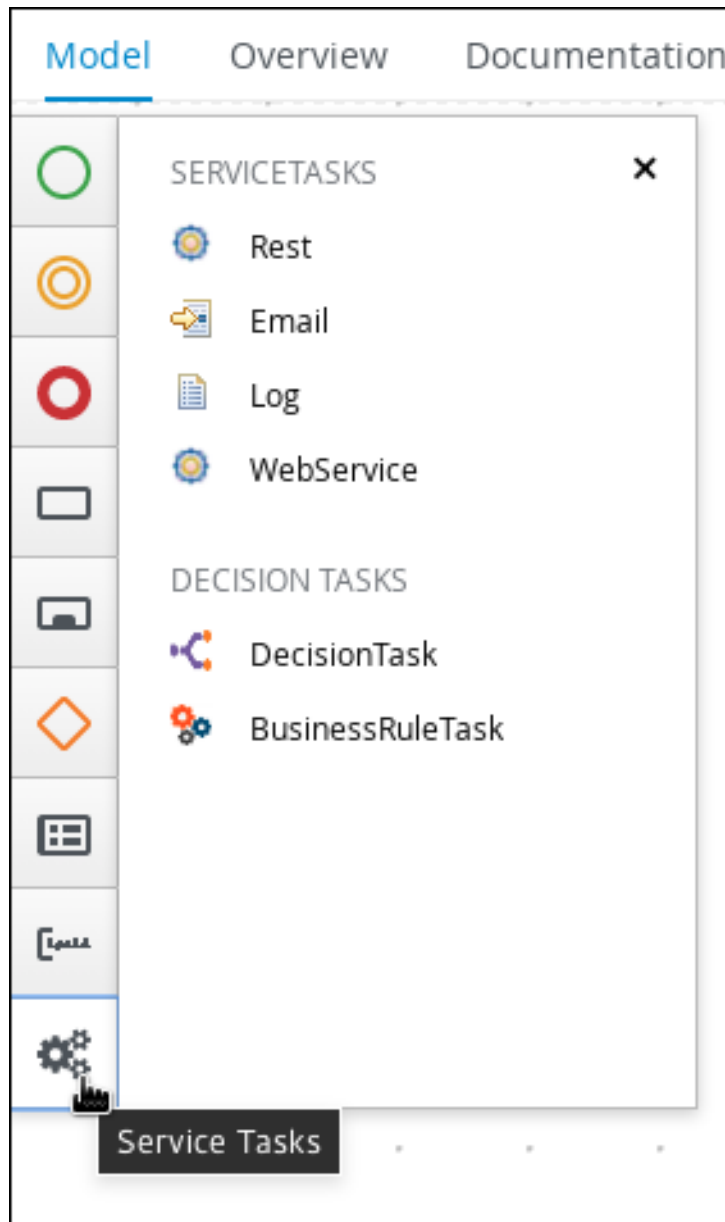 Model Overview Documentation
SERVICETASKS
Rest
Email
Log
WebService
DECISION TASKS
DecisionTask
BusinessRuleTask
Service Tasks